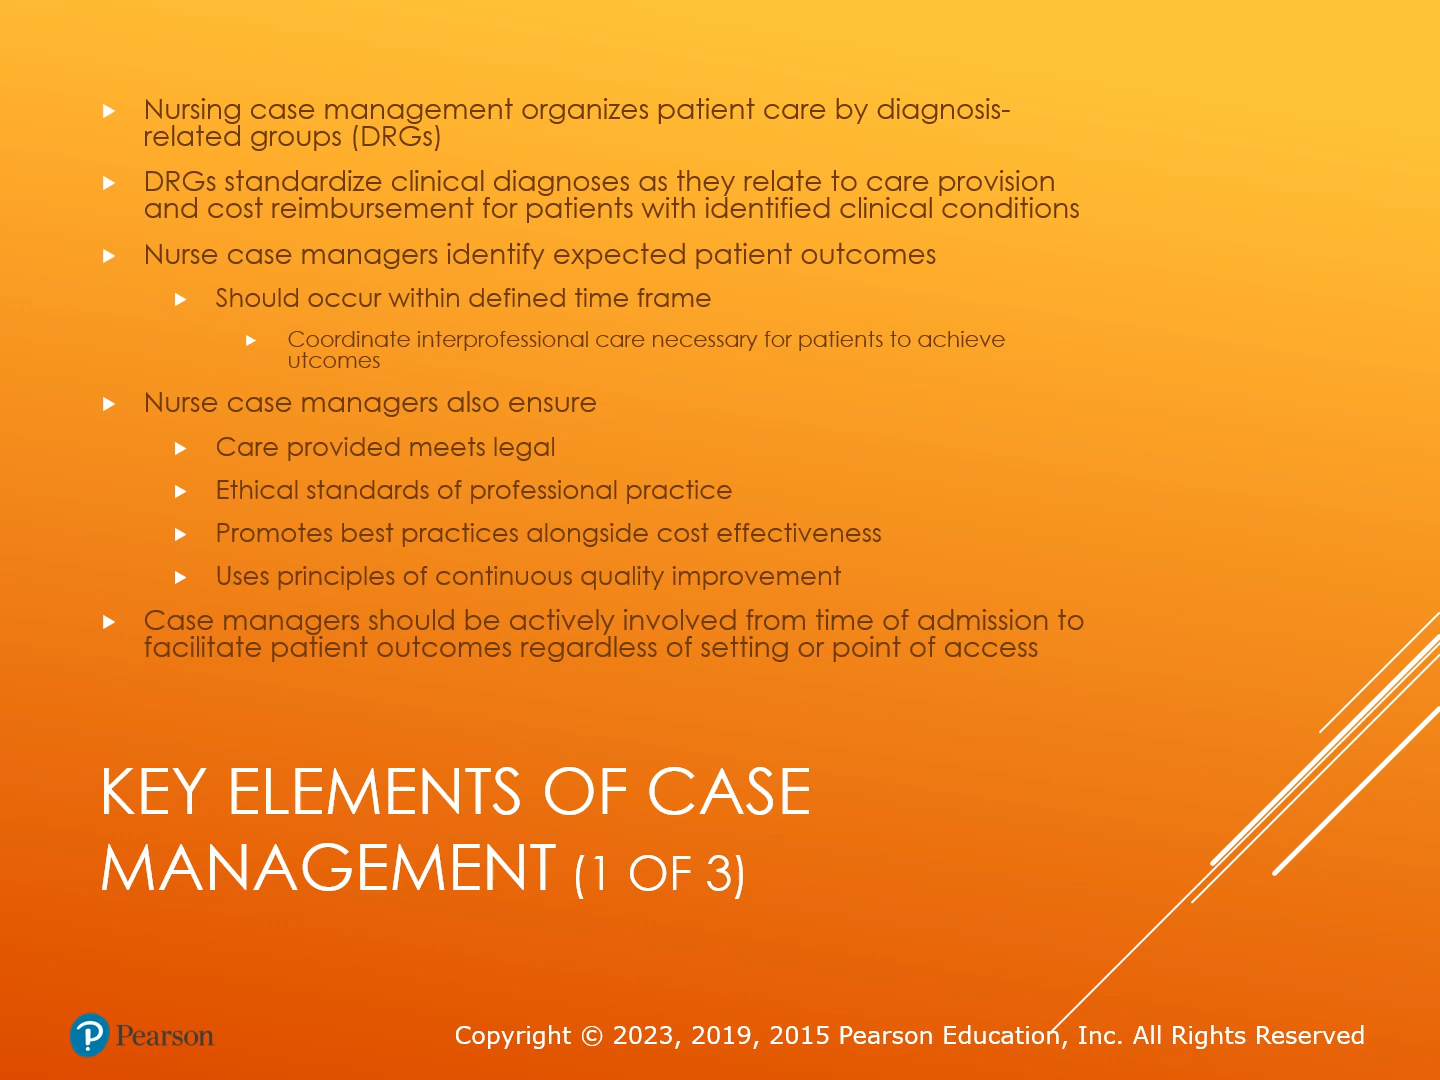 Nursing case management organizes patient care by diagnosis-
related groups (DRGs)
DRGs standardize clinical diagnoses as they relate to care provision
and cost reimbursement for patients with identified clinical conditions
Nurse case managers identify expected patient outcomes
Should occur within defined time frame
Coordinate interprofessional care necessary for patients to achieve
utcomes
Nurse case managers also ensure
Care provided meets legal
Ethical standards of professional practice
Promotes best practices alongside cost effectiveness
Uses principles of continuous quality improvement
Case managers should be actively involved from time of admission to
facilitate patient outcomes regardless of setting or point of access
KEY ELEMENTS OF CASE
MANAGEMENT (1 OF 3)
Pearson
Copyright © 2023, 2019, 2015 Pearson Education, Inc. All Rights Reserved